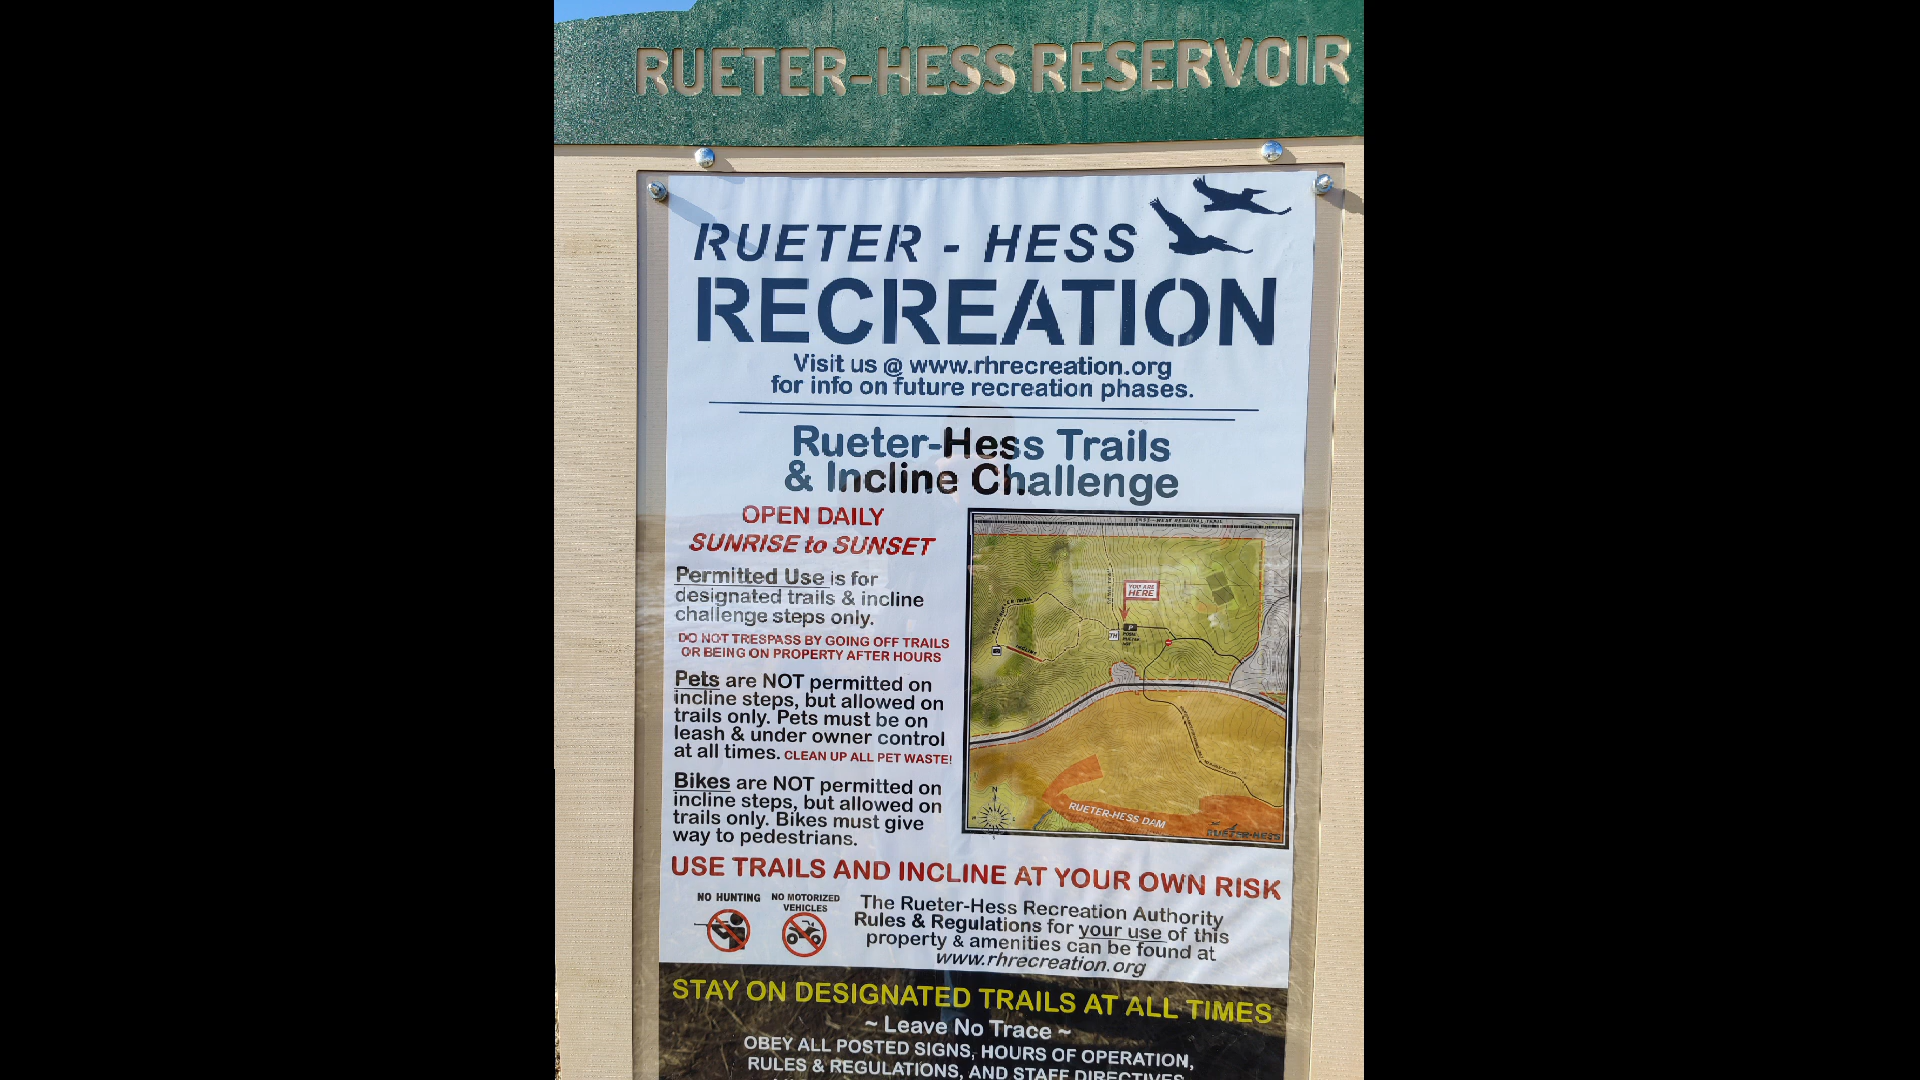 RUETER-HESS RESERVOIR
RUETER - HESS
RECREATION
Visit us @ www.rhrecreation.org
for info on future recreation phases.
Rueter-Hess Trails
& Incline Challenge
OPEN DAILY
SUNRISE to SUNSET
Permitted Use is for
designated trails & incline
challenge steps only.
DO NOT TRESPASS BY GOING OFF TRAILS
OR BEING ON PROPERTY AFTER HOURS
Pets are NOT permitted on
incline steps, but allowed on
trails only. Pets must be on
leash & under owner control
at all times. CLEAN UP ALL PET WASTE!
Bikes are NOT permitted on
incline steps, but allowed on
trails only. Bikes must give
way to pedestrians.
EAST-WEST REGIONAL TRAIL
YOU ARE
HERE
P
TH
INCLINE
N
RUETER-HESS DAM
RUETER-HESS
USE TRAILS AND INCLINE AT YOUR OWN RISK
NO HUNTING
NO MOTORIZED
VEHICLES
The Rueter-Hess Recreation Authority
Rules & Regulations for your use of this
property & amenities can be found at
www.rhrecreation.org
STAY ON DESIGNATED TRAILS AT ALL TIMES
~ Leave No Trace ~
OBEY ALL POSTED SIGNS, HOURS OF OPERATION,
RULES & REGULATIONS, AND STAFF DIRECTIVES